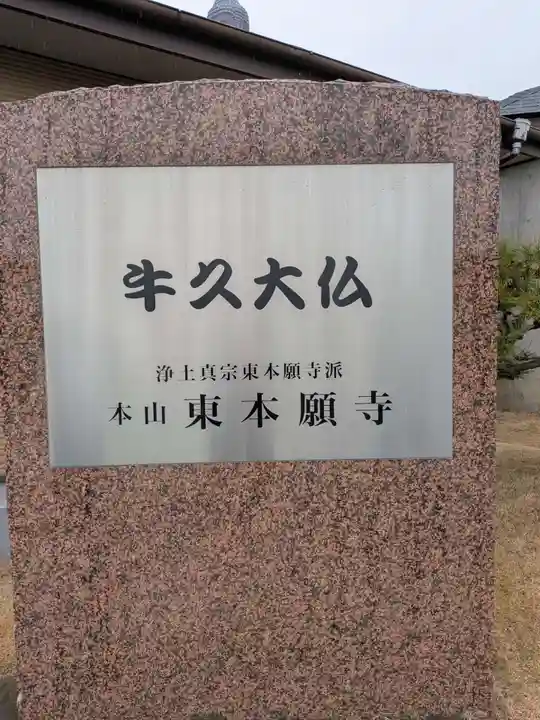 牛久大仏
浄土真宗東本願寺派
本山 東本願寺